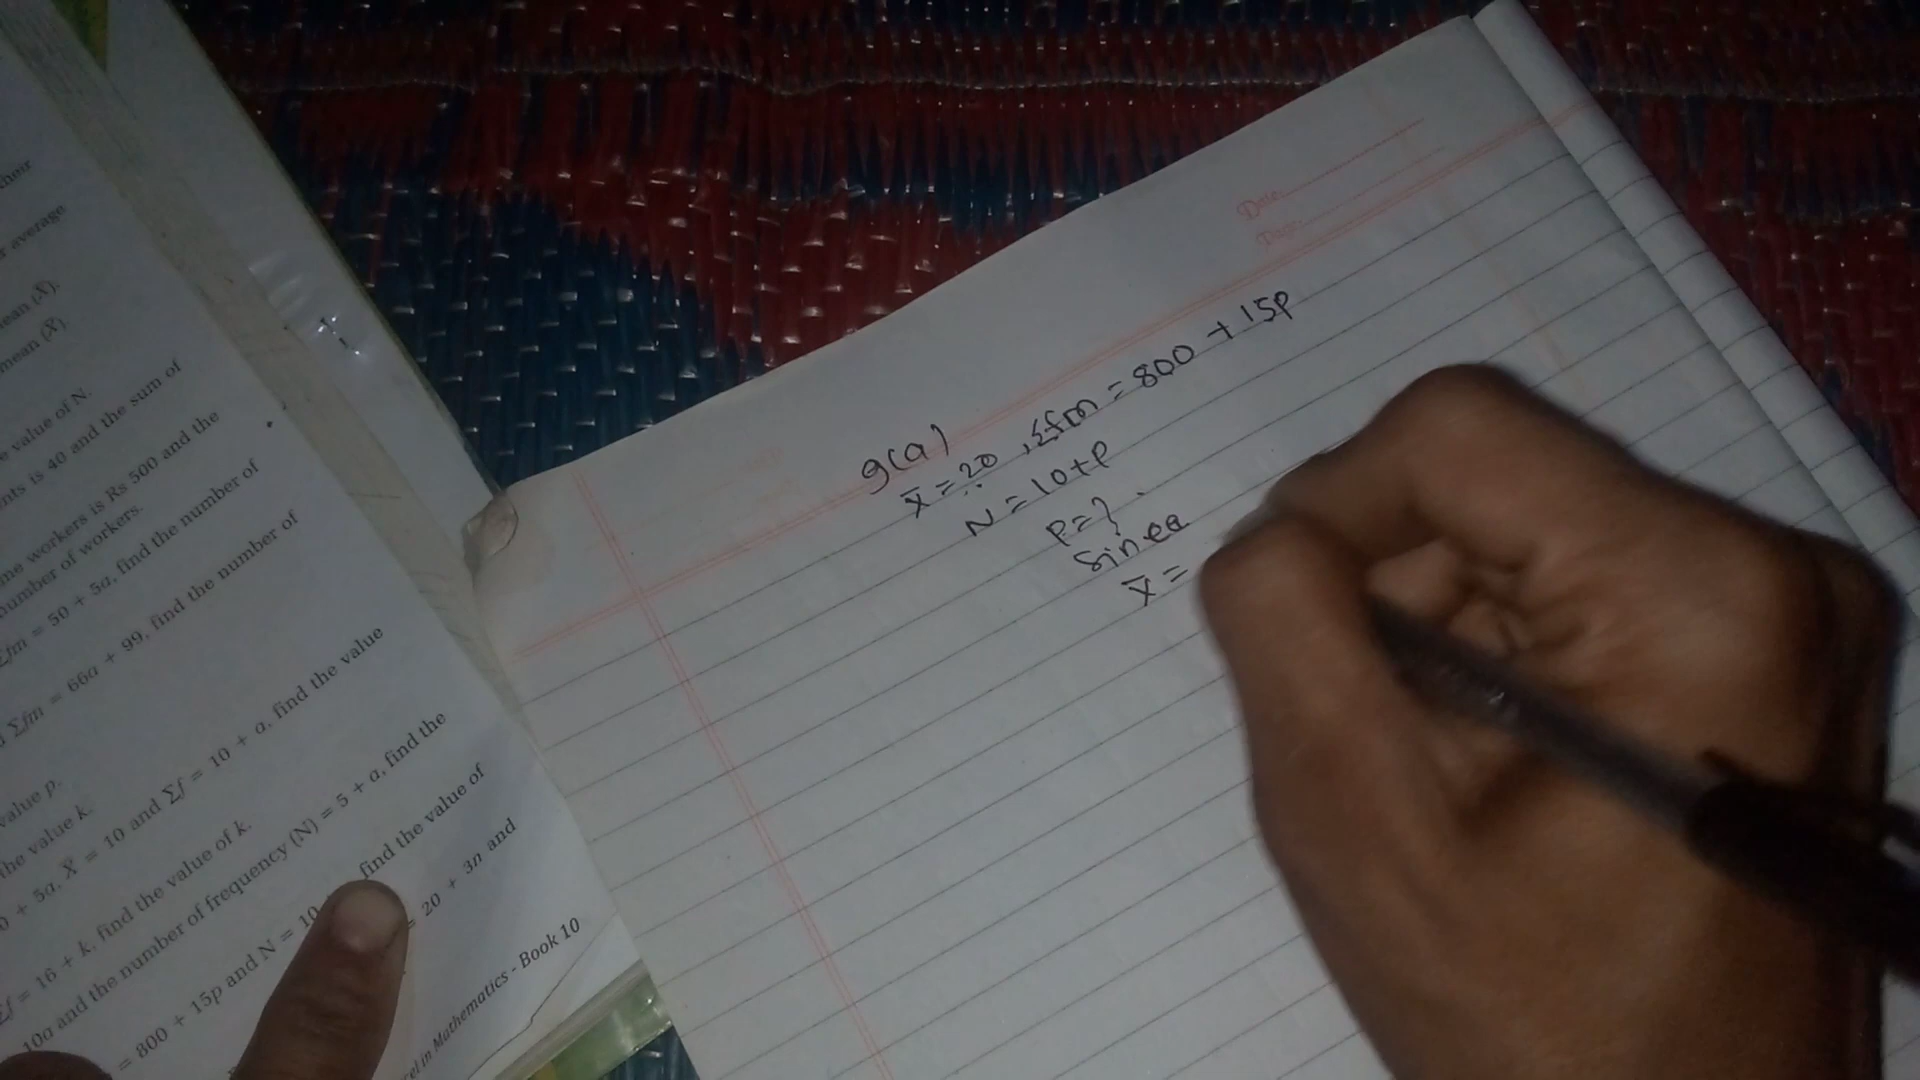 r average
mean (X̄).
e value of N.
nts is 40 and the sum of
me workers is Rs 500 and the
number of workers.
Σfm = 50 + 5a, find the number of
Σfm = 66a + 99, find the number of
value p.
the value k.
0 + 5a, X̄ = 10 and Σf = 10 + a, find the value
Σf = 16 + k, find the value of k.
10a and the number of frequency (N) = 5 + a, find the
= 800 + 15p and N = 10 find the value of
= 20 + 3n and
cel in Mathematics - Book 10
Date
Page
9(a)
X̄ = 20, Σfm = 800 + 15p
N = 10+p
p = ?
Sinea
X̄ =